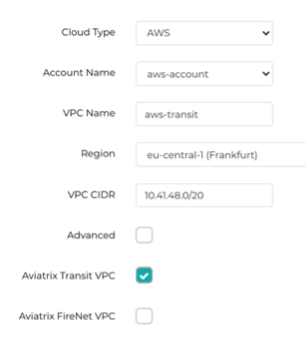 Cloud Type AWS
Account Name aws-account
VPC Name aws-transit
Region eu-central-1 (Frankfurt)
VPC CIDR 10.41.48.0/20
Advanced
Aviatrix Transit VPC
Aviatrix FireNet VPC